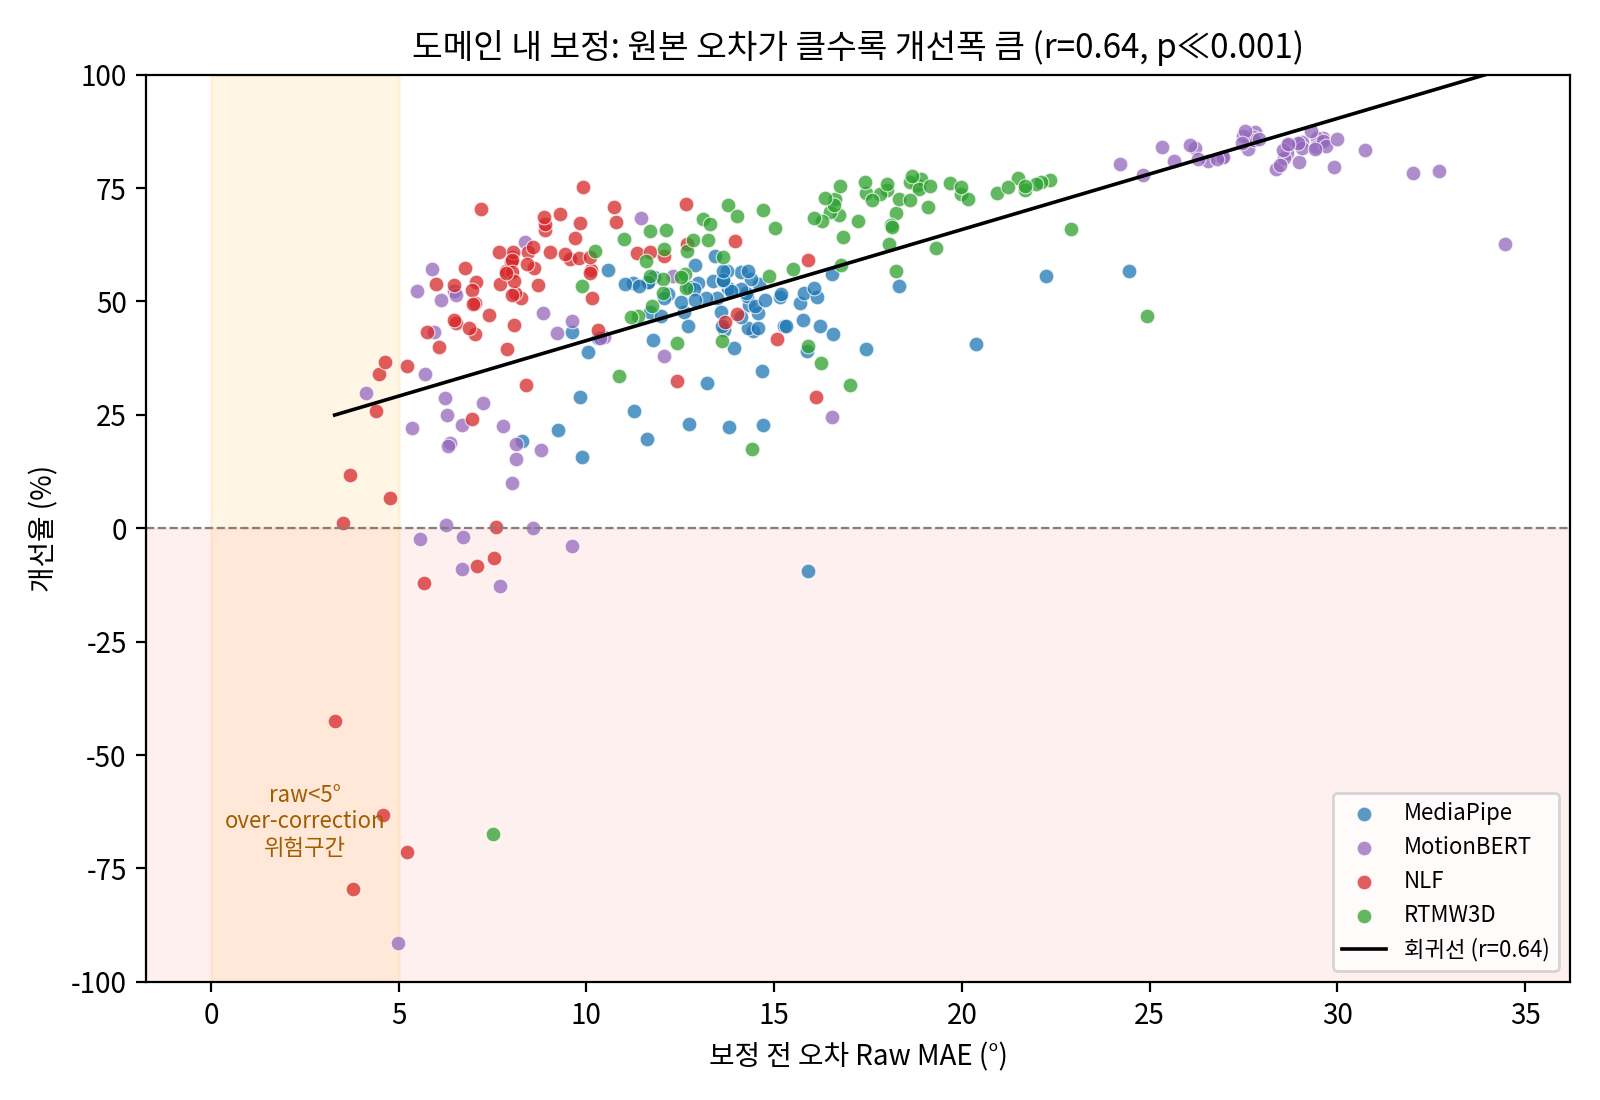 도메인 내 보정: 원본 오차가 클수록 개선폭 큼 (r=0.64, p≪0.001)
100
75
50
25
0
-25
-50
-75
-100
개선율 (%)
raw<5°
over-correction
위험구간
MediaPipe
MotionBERT
NLF
RTMW3D
회귀선 (r=0.64)
0 5 10 15 20 25 30 35
보정 전 오차 Raw MAE (°)